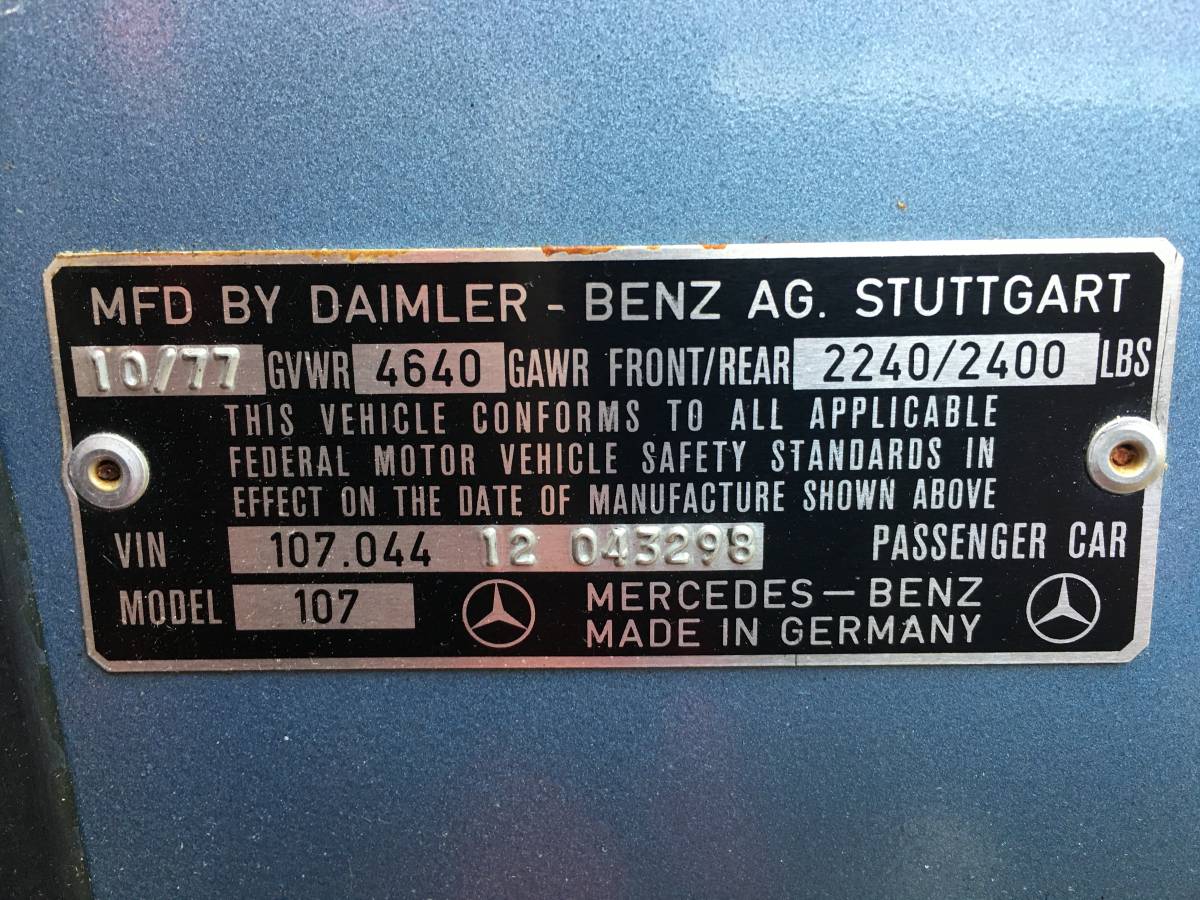 MFD BY DAIMLER - BENZ AG. STUTTGART
10/77 GVWR 4640 GAWR FRONT/REAR 2240/2400 LBS
THIS VEHICLE CONFORMS TO ALL APPLICABLE
FEDERAL MOTOR VEHICLE SAFETY STANDARDS IN
EFFECT ON THE DATE OF MANUFACTURE SHOWN ABOVE
VIN 107.044 12 043298 PASSENGER CAR
MODEL 107 MERCEDES-BENZ
MADE IN GERMANY